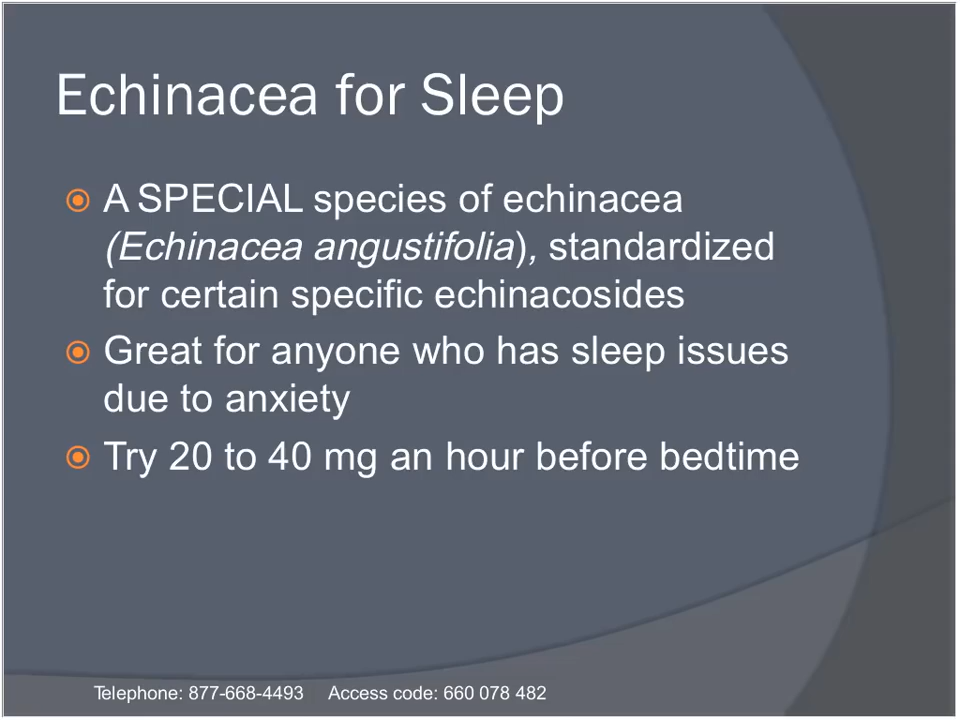 Echinacea for Sleep
A SPECIAL species of echinacea
(Echinacea angustifolia), standardized
for certain specific echinacosides
Great for anyone who has sleep issues
due to anxiety
Try 20 to 40 mg an hour before bedtime
Telephone: 877-668-4493 Access code: 660 078 482